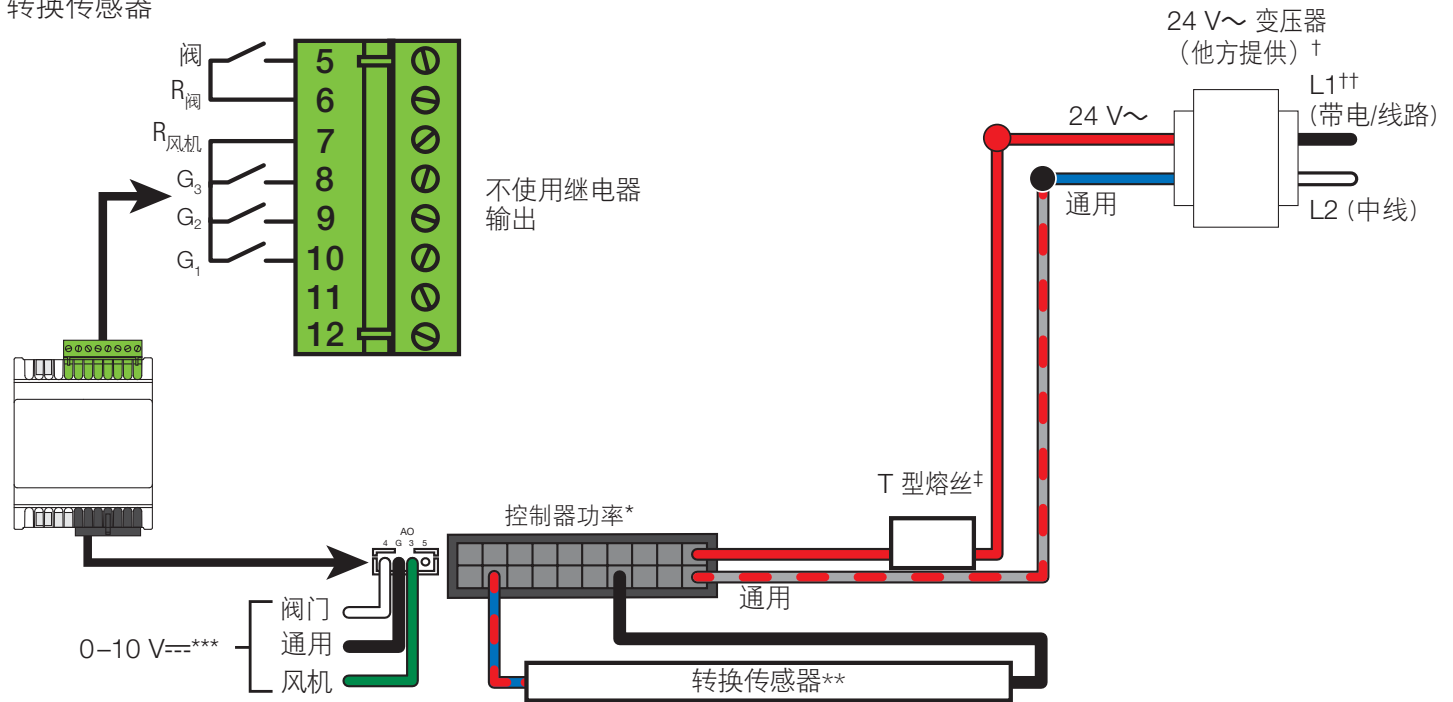 转换传感器
24 V～ 变压器
（他方提供）†
L1††
(带电/线路)
24 V～
通用
L2 (中线)
阀
R阀
R风机
G3
G2
G1
5
6
7
8
9
10
11
12
不使用继电器
输出
T 型熔丝‡
控制器功率*
AO
4 G 3 5
通用
阀门
通用
风机
0–10 V⎓***
转换传感器**